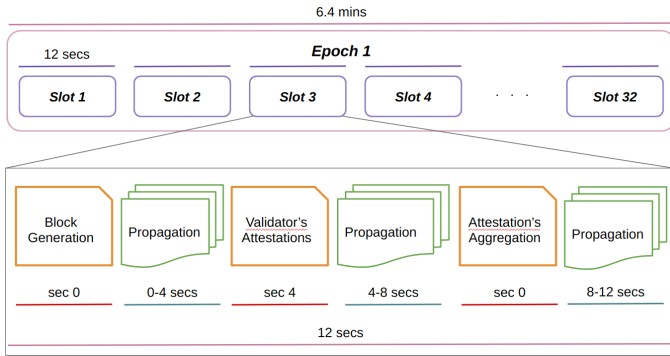 6.4 mins
12 secs
Epoch 1
Slot 1
Slot 2
Slot 3
Slot 4
. . .
Slot 32
Block
Generation
Propagation
Validator's
Attestations
Propagation
Attestation's
Aggregation
Propagation
sec 0
0-4 secs
sec 4
4-8 secs
sec 0
8-12 secs
12 secs